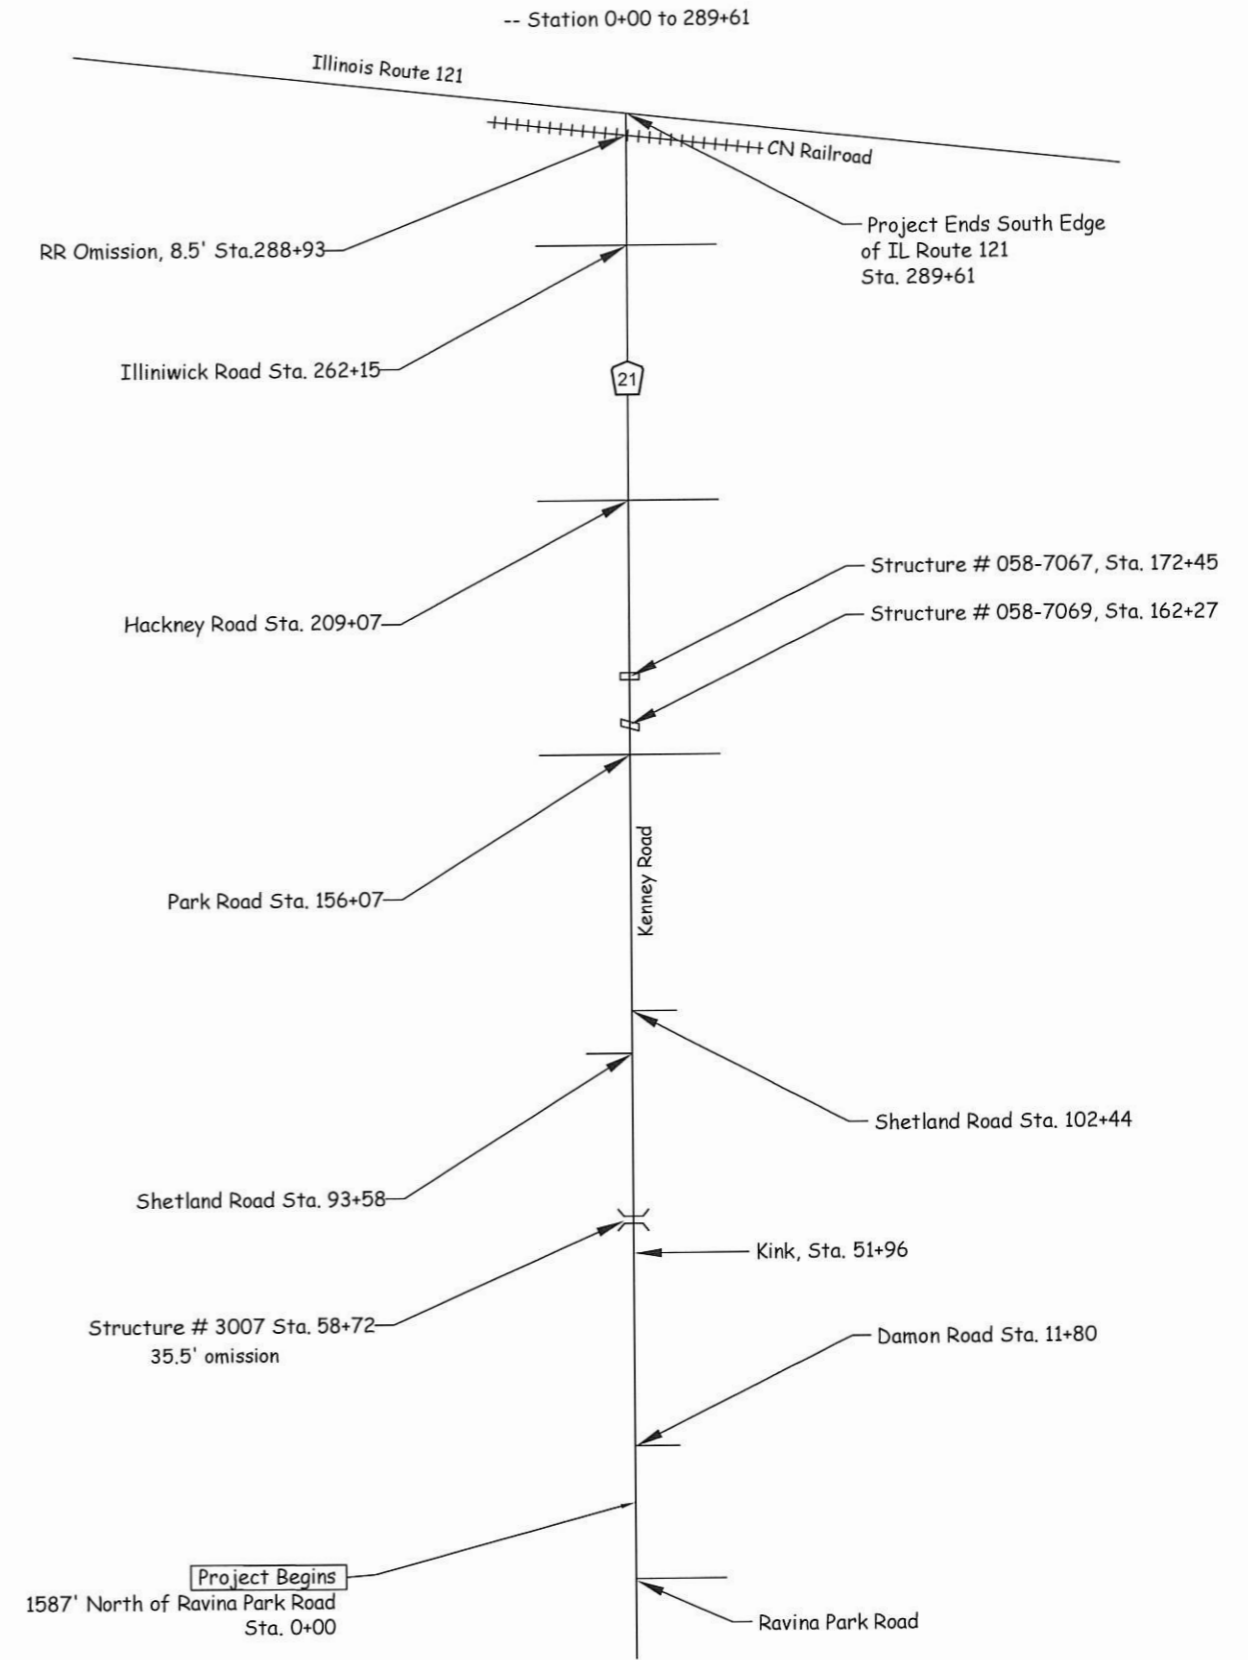 -- Station 0+00 to 289+61
Illinois Route 121
CN Railroad
Project Ends South Edge
of IL Route 121
Sta. 289+61
RR Omission, 8.5' Sta.288+93
Illiniwick Road Sta. 262+15
21
Structure # 058-7067, Sta. 172+45
Structure # 058-7069, Sta. 162+27
Hackney Road Sta. 209+07
Kenney Road
Park Road Sta. 156+07
Shetland Road Sta. 102+44
Shetland Road Sta. 93+58
Kink, Sta. 51+96
Structure # 3007 Sta. 58+72
35.5' omission
Damon Road Sta. 11+80
Project Begins
1587' North of Ravina Park Road
Sta. 0+00
Ravina Park Road